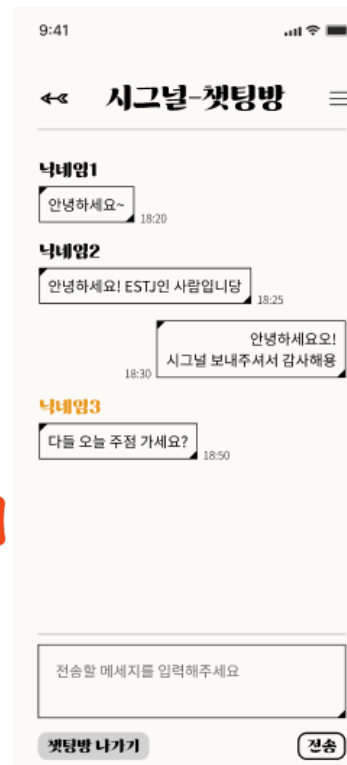 9:41
시그널-챗팅방
닉네임1
안녕하세요~
18:20
닉네임2
안녕하세요! ESTJ인 사람입니당
18:25
안녕하세요오!
시그널 보내주셔서 감사해용
18:30
닉네임3
다들 오늘 주점 가세요?
18:50
전송할 메세지를 입력해주세요
챗팅방 나가기
전송